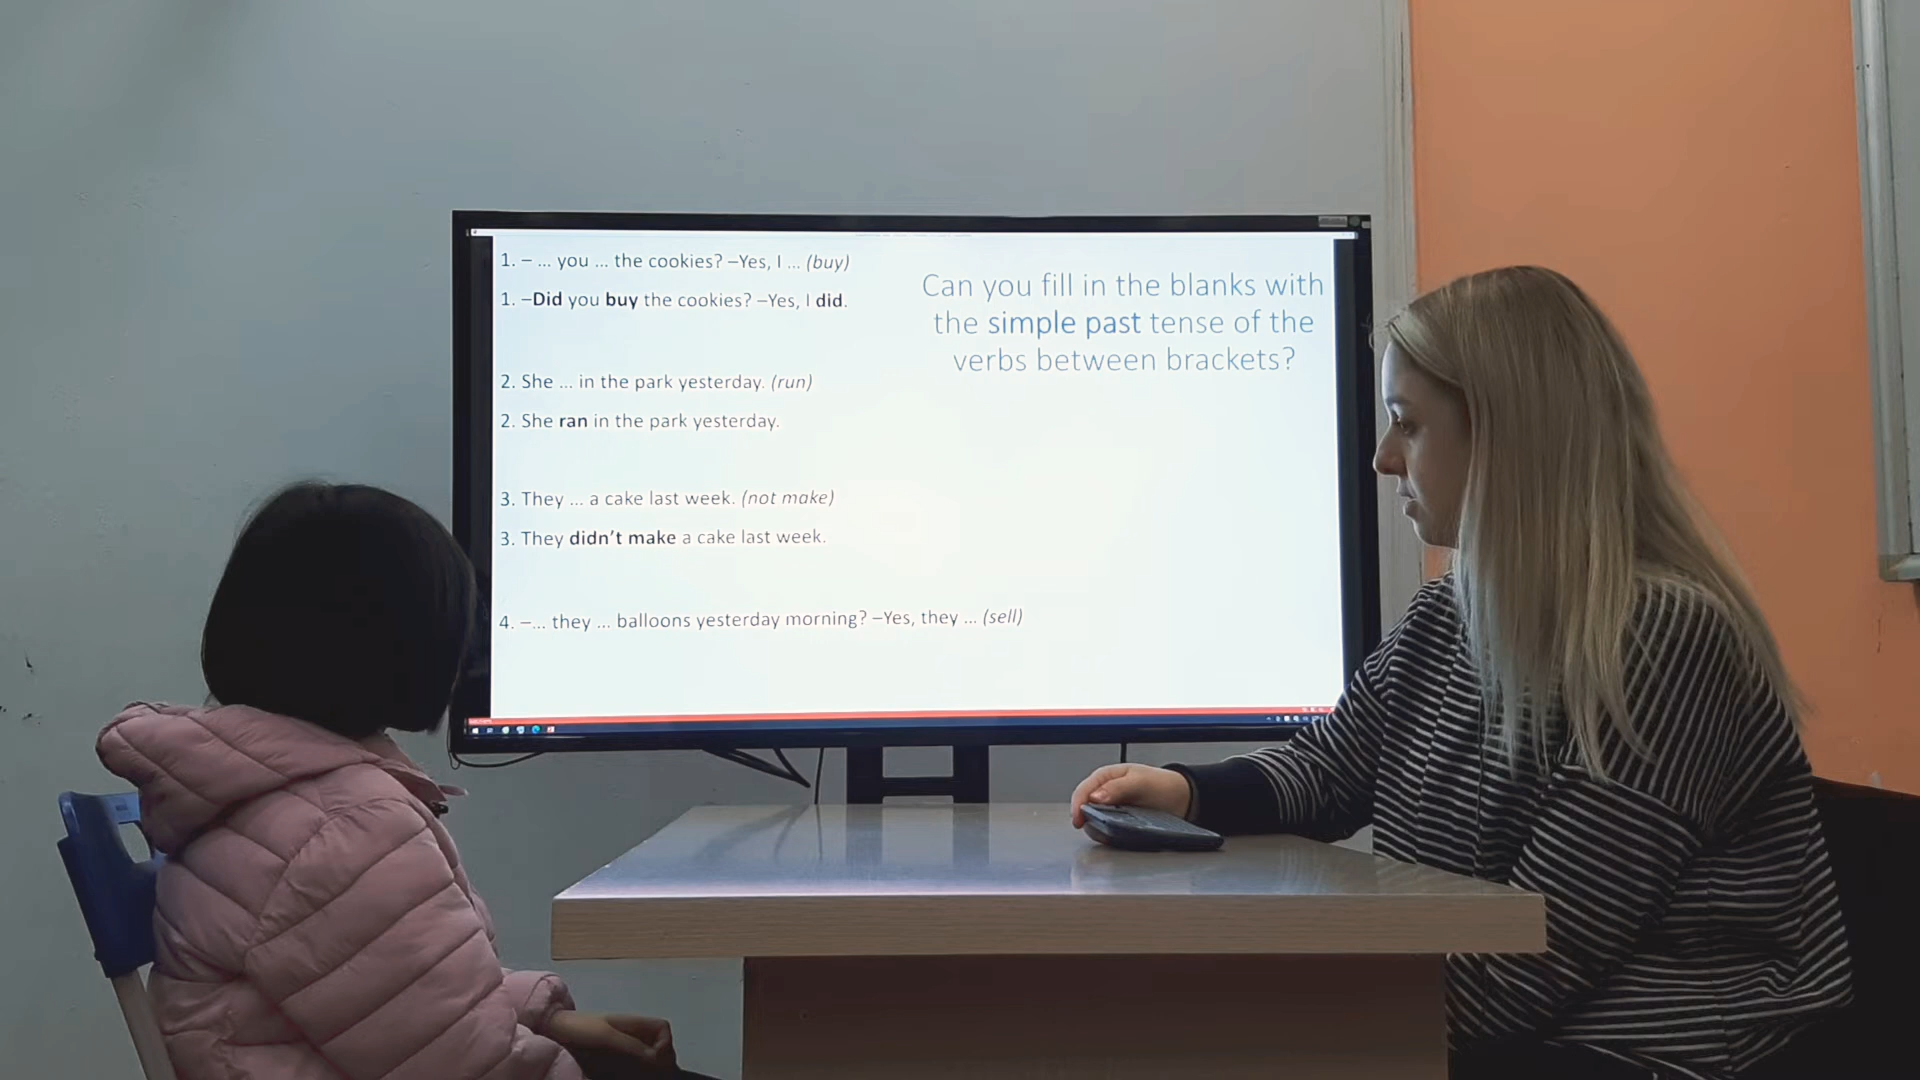 1. – ... you ... the cookies? –Yes, I ... (buy)
1. –Did you buy the cookies? –Yes, I did.
2. She ... in the park yesterday. (run)
2. She ran in the park yesterday.
3. They ... a cake last week. (not make)
3. They didn't make a cake last week.
4. –... they ... balloons yesterday morning? –Yes, they ... (sell)
Can you fill in the blanks with
the simple past tense of the
verbs between brackets?